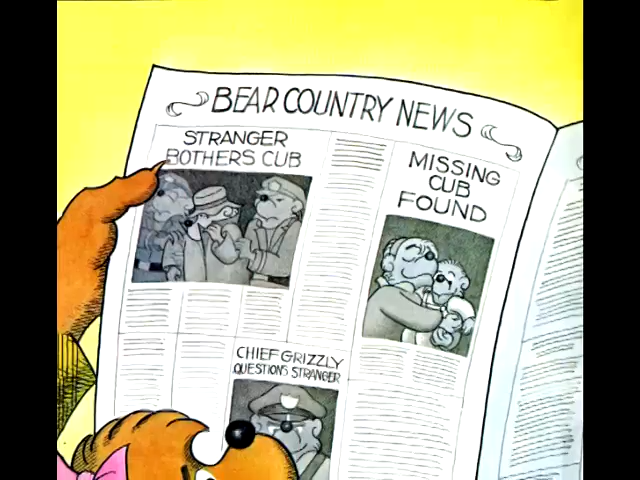 BEAR COUNTRY NEWS
STRANGER
BOTHERS CUB
MISSING
CUB
FOUND
CHIEF GRIZZLY
QUESTIONS STRANGER